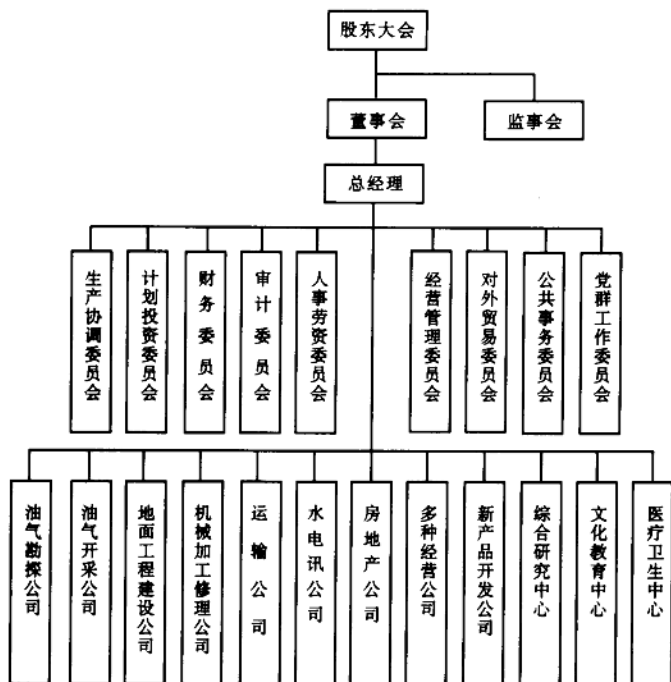 股东大会
董事会
监事会
总经理
生产协调委员会
计划投资委员会
财务委员会
审计委员会
人事劳资委员会
经营管理委员会
对外贸易委员会
公共事务委员会
党群工作委员会
油气勘探公司
油气开采公司
地面工程建设公司
机械加工修理公司
运输公司
水电讯公司
房地产公司
多种经营公司
新产品开发公司
综合研究中心
文化教育中心
医疗卫生中心